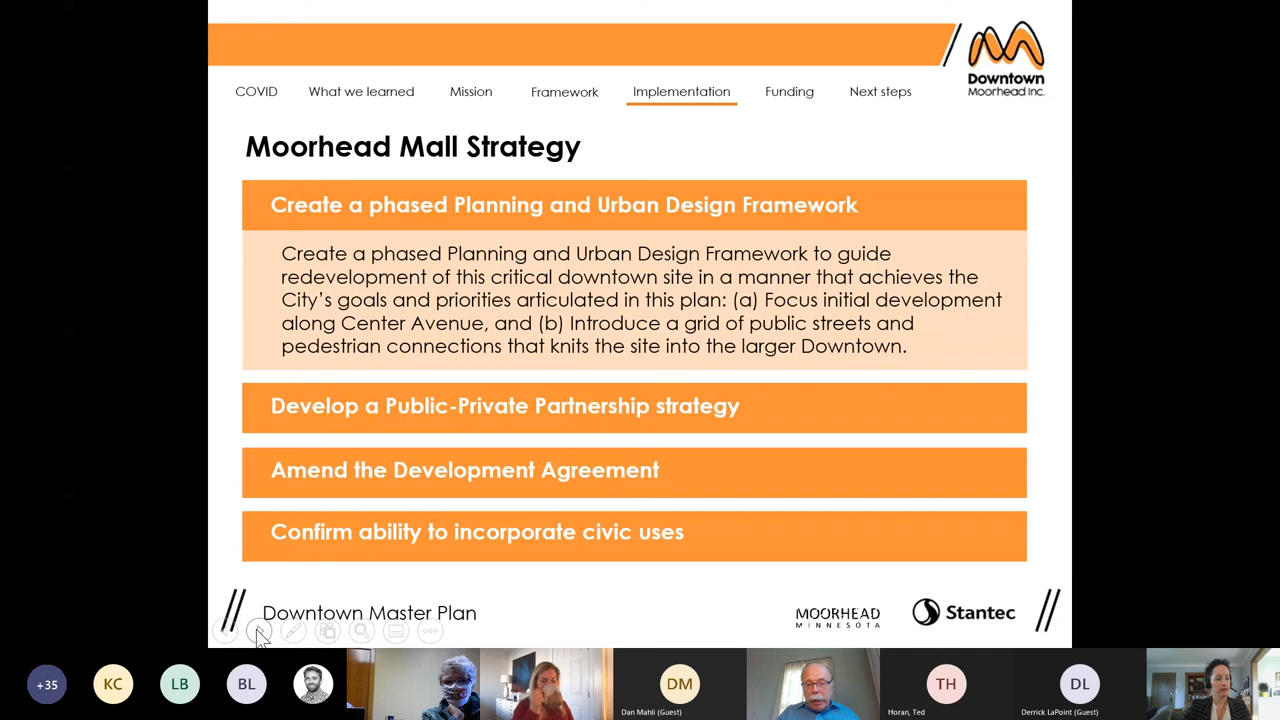 COVID What we learned Mission Framework Implementation Funding Next steps
Downtown
Moorhead Inc.
Moorhead Mall Strategy
Create a phased Planning and Urban Design Framework
Create a phased Planning and Urban Design Framework to guide
redevelopment of this critical downtown site in a manner that achieves the
City’s goals and priorities articulated in this plan: (a) Focus initial development
along Center Avenue, and (b) Introduce a grid of public streets and
pedestrian connections that knits the site into the larger Downtown.
Develop a Public-Private Partnership strategy
Amend the Development Agreement
Confirm ability to incorporate civic uses
Downtown Master Plan
MOORHEAD
MINNESOTA
Stantec
+35 KC LB BL DM TH DL
Dan Mahli (Guest) Horan, Ted Derrick LaPoint (Guest)